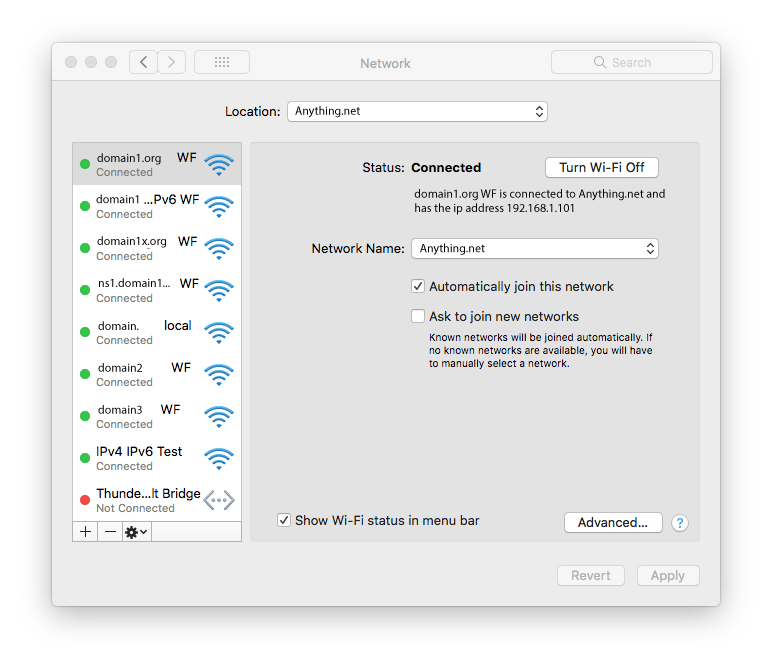 Network
Search
Location: Anything.net
domain1.org WF
Connected
domain1 ...Pv6 WF
Connected
domain1x.org WF
Connected
ns1.domain1... WF
Connected
domain. local
Connected
domain2 WF
Connected
domain3 WF
Connected
IPv4 IPv6 Test
Connected
Thunde...lt Bridge
Not Connected
Status: Connected
Turn Wi-Fi Off
domain1.org WF is connected to Anything.net and
has the ip address 192.168.1.101
Network Name: Anything.net
Automatically join this network
Ask to join new networks
Known networks will be joined automatically. If
no known networks are available, you will have
to manually select a network.
Show Wi-Fi status in menu bar
Advanced...
?
Revert
Apply